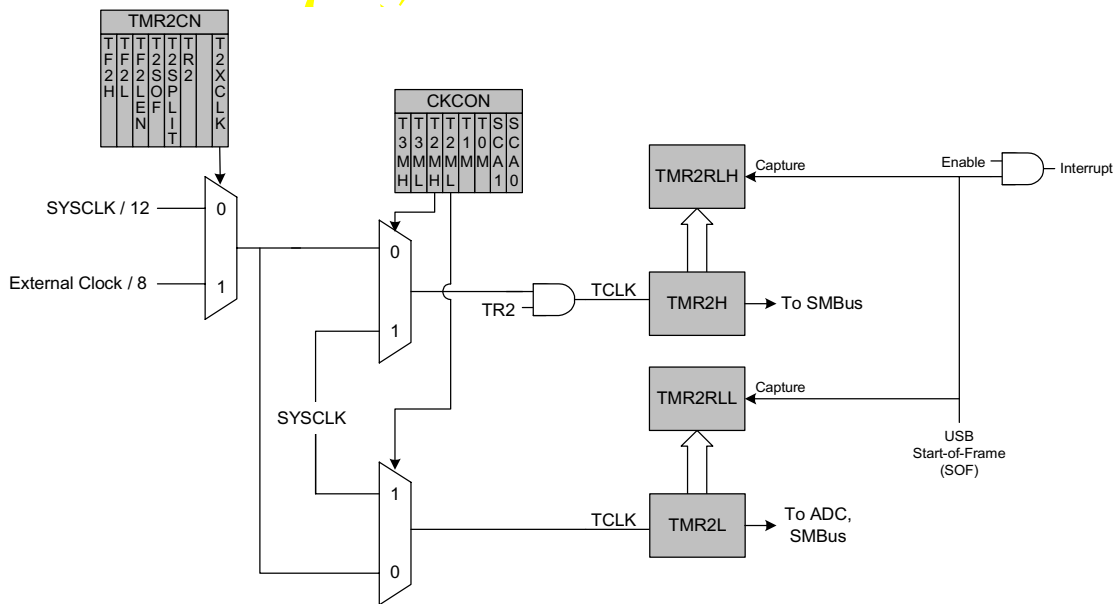 TMR2CN
TF2H
TF2L
TF2LEN
T2SOF
T2SPLIT
TR2
T2XCLK
CKCON
T3MH
T3ML
T2MH
T2ML
T1M
T0M
SCA1
SCA0
SYSCLK / 12
0
External Clock / 8
1
0
1
SYSCLK
1
0
TR2
TCLK
TMR2RLH
Capture
Enable
Interrupt
TMR2H
To SMBus
TMR2RLL
Capture
USB
Start-of-Frame
(SOF)
TCLK
TMR2L
To ADC,
SMBus